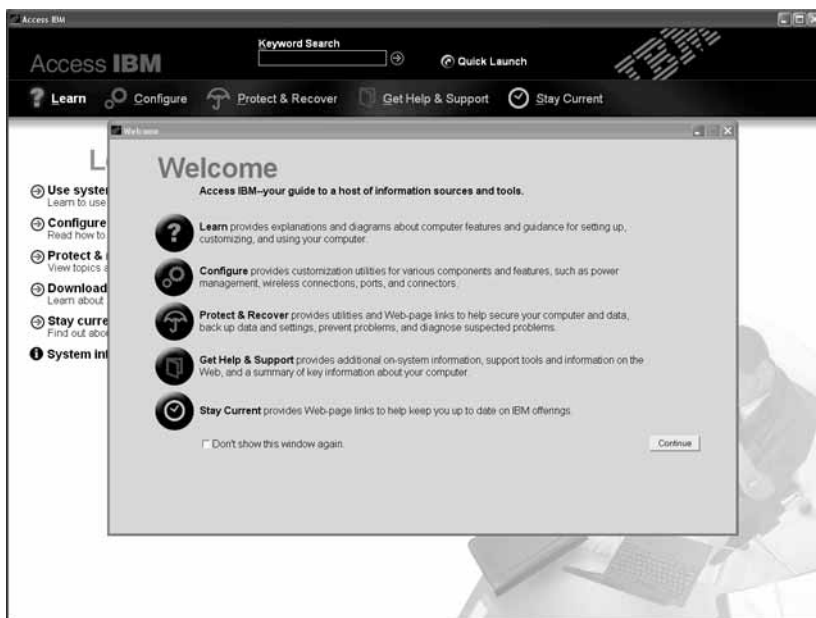 Access IBM
Keyword Search
Access IBM
Quick Launch
IBM
? Learn Configure Protect & Recover Get Help & Support Stay Current
Welcome
Welcome
Access IBM--your guide to a host of information sources and tools.
Use
Learn to use
Configure
Read how to
Protect &
View topics
Download
Learn about
Stay
Find out
System
? Learn provides explanations and diagrams about computer features and guidance for setting up,
customizing, and using your computer.
Configure provides customization utilities for various components and features, such as power
management, wireless connections, ports, and connectors.
Protect & Recover provides utilities and Web-page links to help secure your computer and data,
back up data and settings, prevent problems, and diagnose suspected problems.
Get Help & Support provides additional on-system information, support tools and information on the
Web, and a summary of key information about your computer.
Stay Current provides Web-page links to help keep you up to date on IBM offerings.
Don't show this window again.
Continue